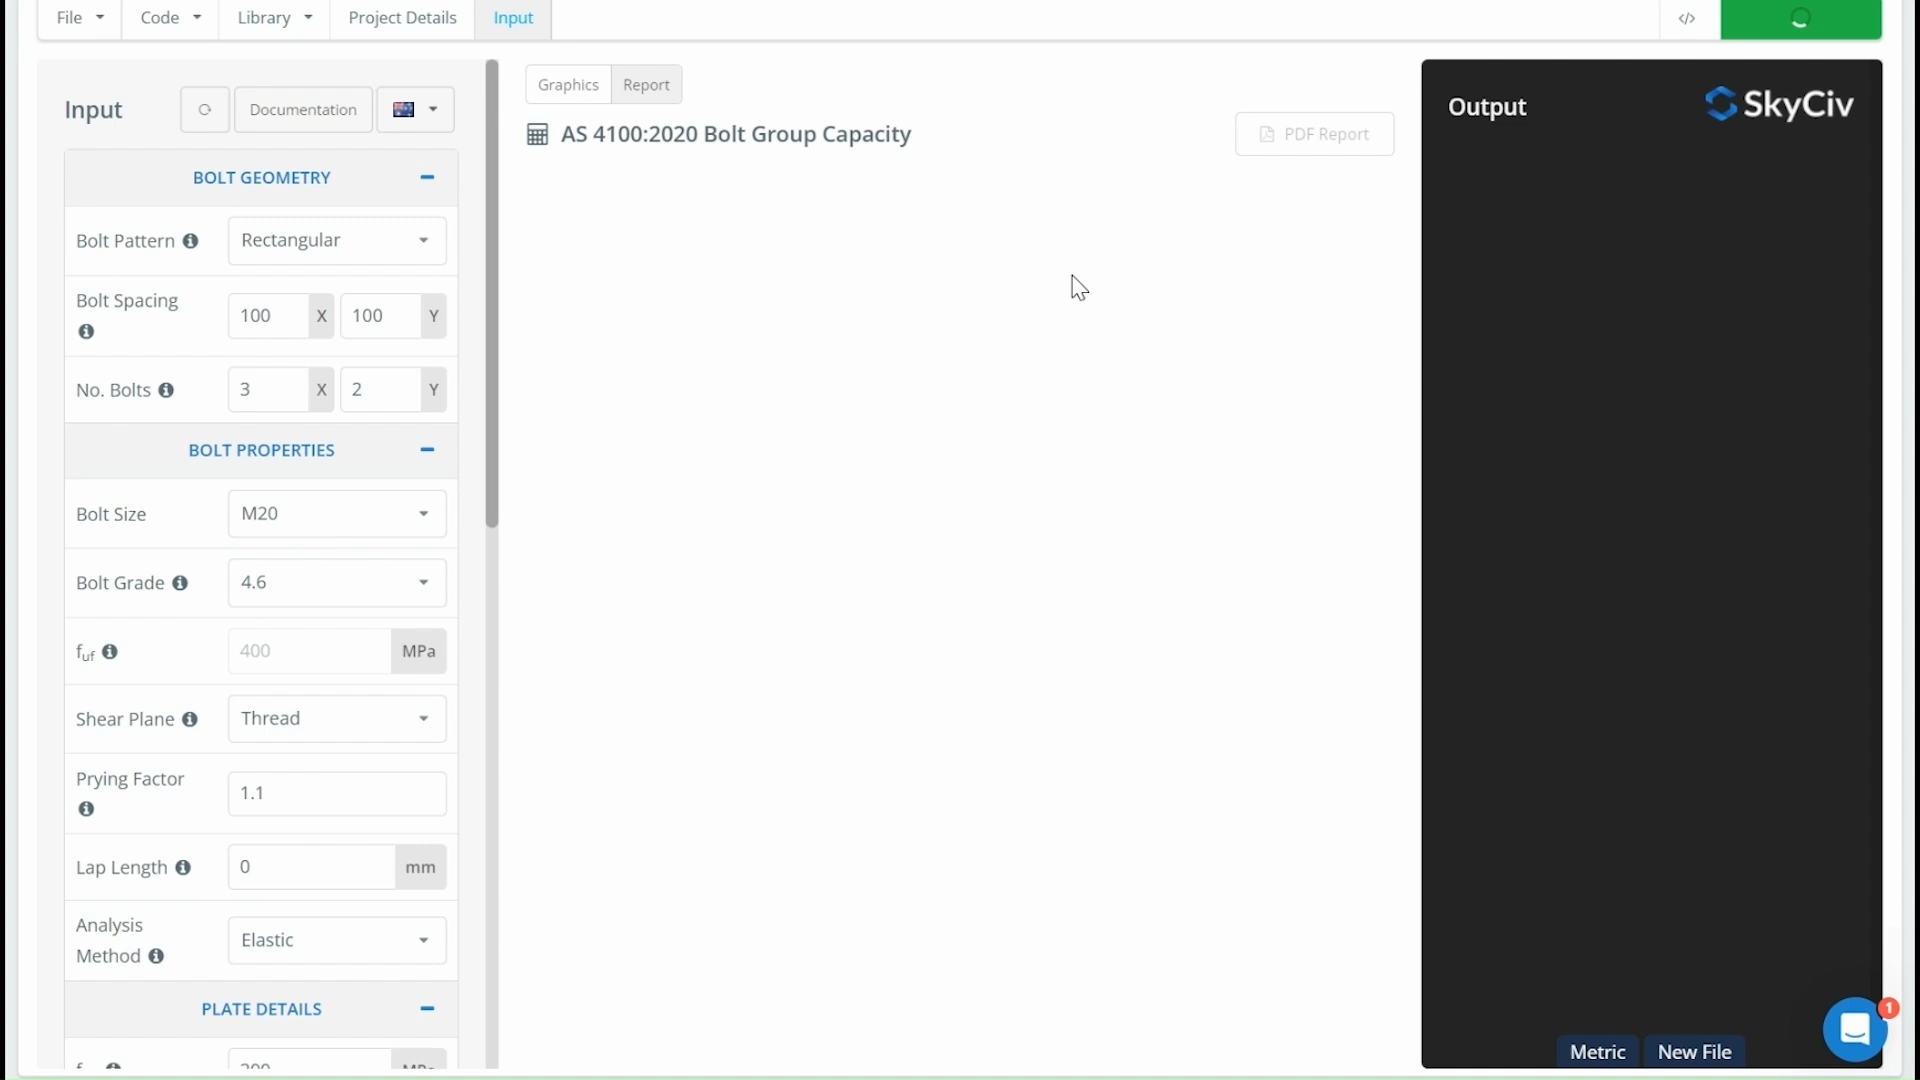 File Code Library Project Details Input </>
Input Documentation
Graphics Report
AS 4100:2020 Bolt Group Capacity
PDF Report
Output SkyCiv
BOLT GEOMETRY
Bolt Pattern Rectangular
Bolt Spacing 100 X 100 Y
No. Bolts 3 X 2 Y
BOLT PROPERTIES
Bolt Size M20
Bolt Grade 4.6
fuf 400 MPa
Shear Plane Thread
Prying Factor 1.1
Lap Length 0 mm
Analysis
Method Elastic
PLATE DETAILS
Metric New File
1